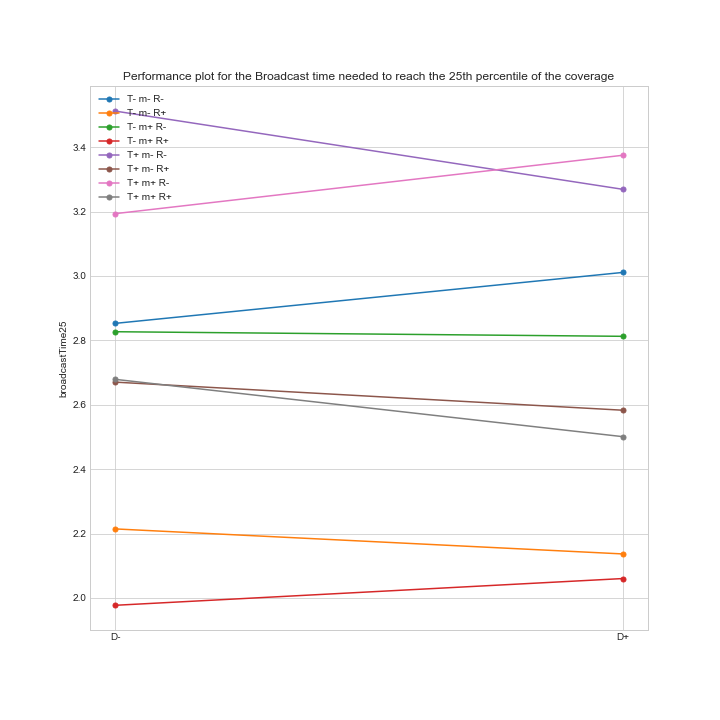 Performance plot for the Broadcast time needed to reach the 25th percentile of the coverage
T- m- R-
T- m- R+
T- m+ R-
T- m+ R+
T+ m- R-
T+ m- R+
T+ m+ R-
T+ m+ R+
3.4
3.2
3.0
2.8
2.6
2.4
2.2
2.0
broadcastTime25
D- D+